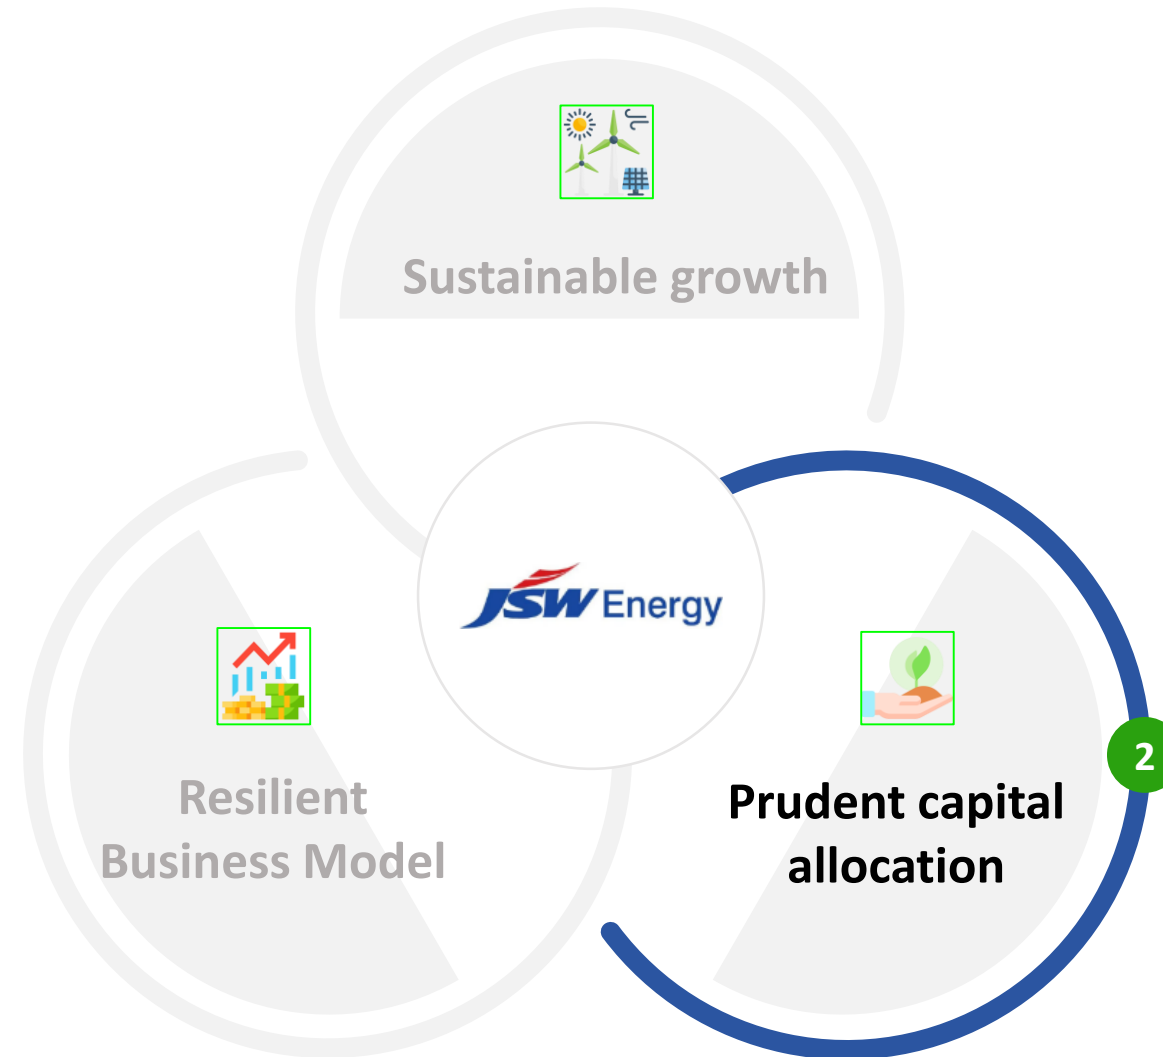 Sustainable growth
JSW Energy
Resilient
Business Model
Prudent capital
allocation
2